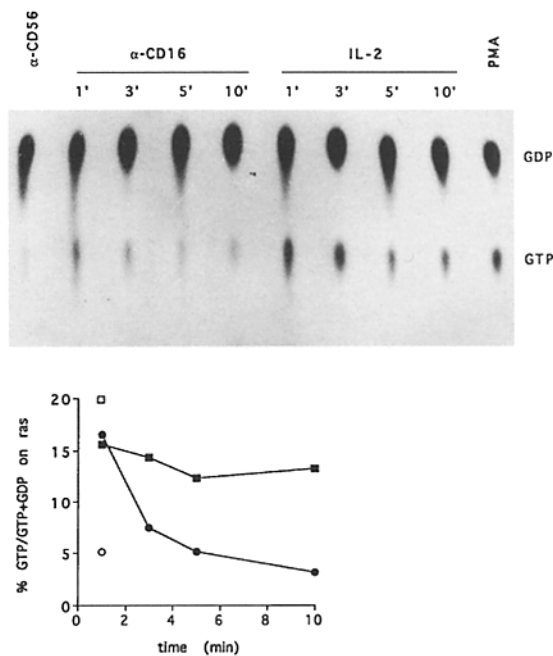 α-CD56
α-CD16
IL-2
PMA
1' 3' 5' 10' 1' 3' 5' 10'
GDP
GTP
% GTP/GTP+GDP on ras
20
15
10
5
0
0 2 4 6 8 10
time (min)